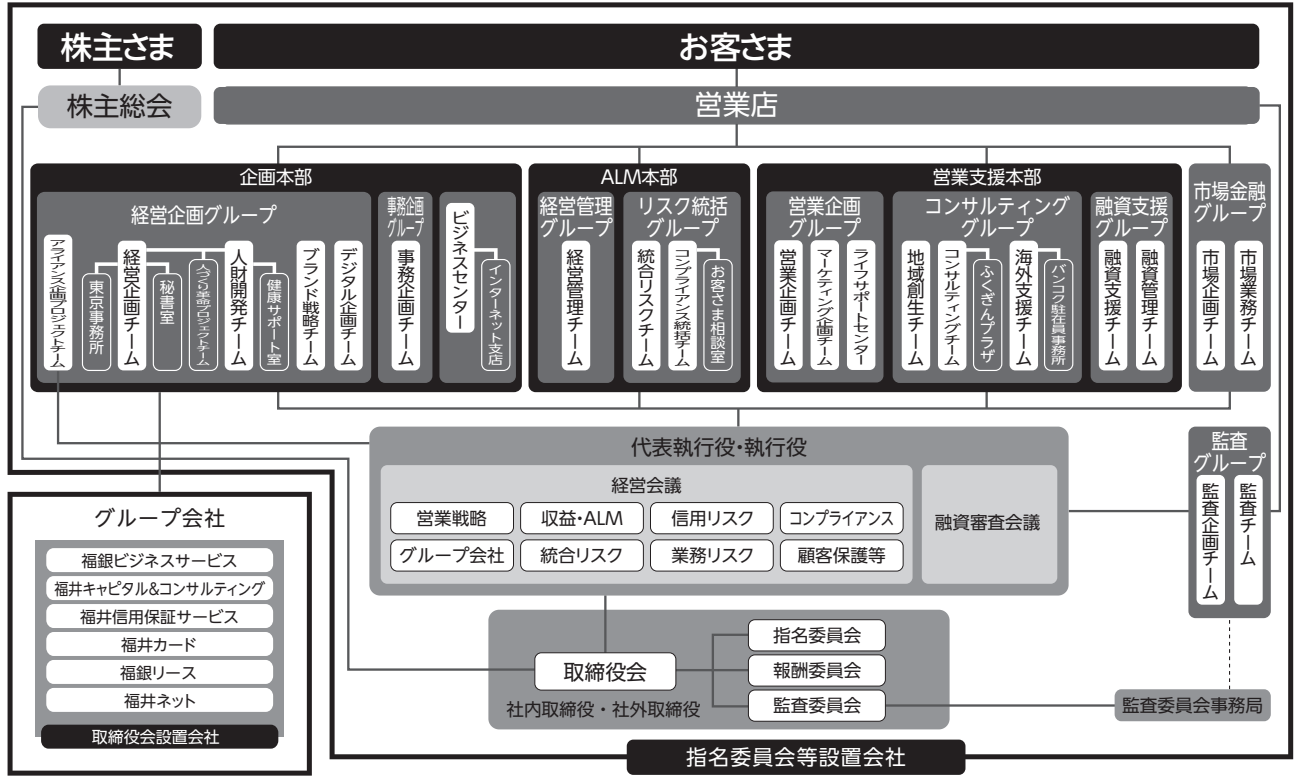 株主さま
お客さま
株主総会
営業店
企画本部
経営企画グループ
アライアンス企画プロジェクトチーム
東京事務所
経営企画チーム
秘書室
人づくり革命プロジェクトチーム
人財開発チーム
健康サポート室
ブランド戦略チーム
デジタル企画チーム
事務企画
グループ
事務企画チーム
ビジネスセンター
インターネット支店
ALM本部
経営管理
グループ
経営管理チーム
リスク統括
グループ
統合リスクチーム
コンプライアンス統括チーム
お客さま相談室
営業支援本部
営業企画
グループ
営業企画チーム
マーケティング企画チーム
ライフサポートセンター
コンサルティング
グループ
地域創生チーム
コンサルティングチーム
ふくぎんプラザ
海外支援チーム
バンコク駐在員事務所
融資支援
グループ
融資支援チーム
融資管理チーム
市場金融
グループ
市場企画チーム
市場業務チーム
代表執行役・執行役
経営会議
営業戦略
収益・ALM
信用リスク
コンプライアンス
グループ会社
統合リスク
業務リスク
顧客保護等
融資審査会議
監査
グループ
監査企画チーム
監査チーム
グループ会社
福銀ビジネスサービス
福井キャピタル&コンサルティング
福井信用保証サービス
福井カード
福銀リース
福井ネット
取締役会設置会社
取締役会
社内取締役・社外取締役
指名委員会
報酬委員会
監査委員会
監査委員会事務局
指名委員会等設置会社